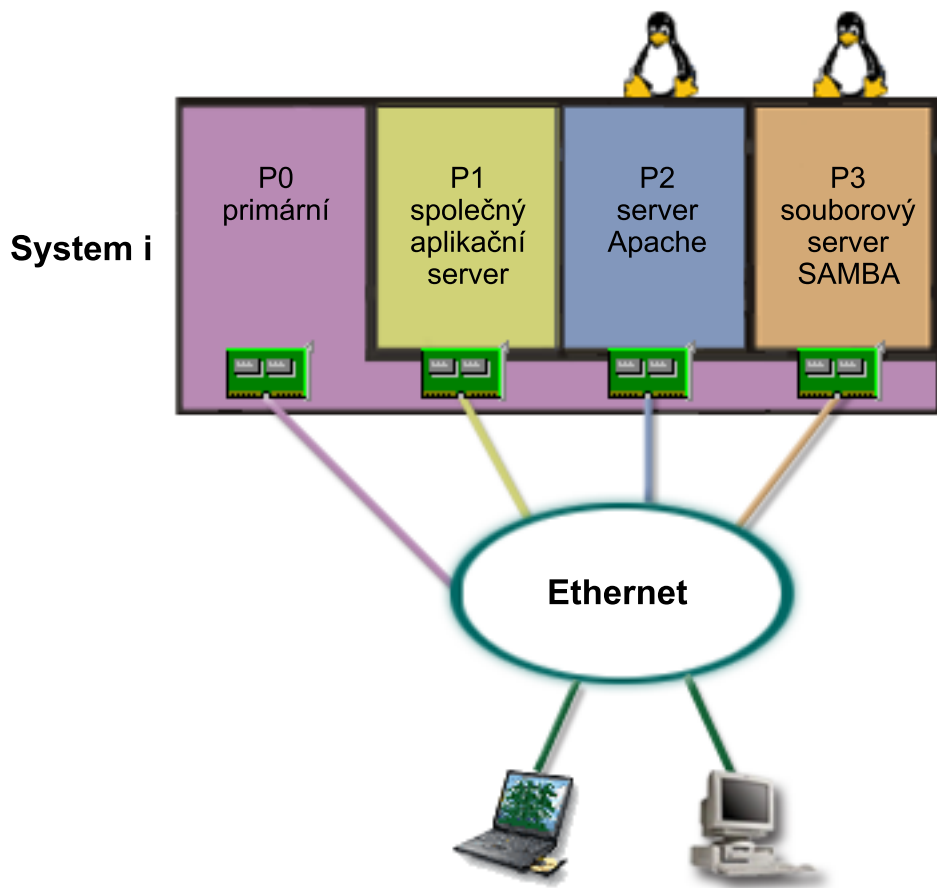 System i
P0
primární
P1
společný
aplikační
server
P2
server
Apache
P3
souborový
server
SAMBA
Ethernet